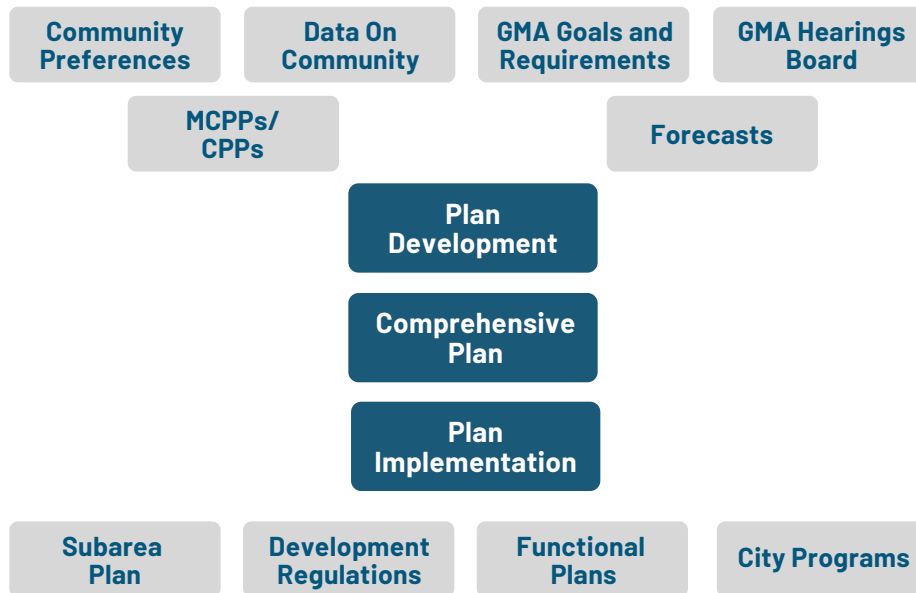 Community
Preferences
Data On
Community
GMA Goals and
Requirements
GMA Hearings
Board
MCPPs/
CPPs
Forecasts
Plan
Development
Comprehensive
Plan
Plan
Implementation
Subarea
Plan
Development
Regulations
Functional
Plans
City Programs